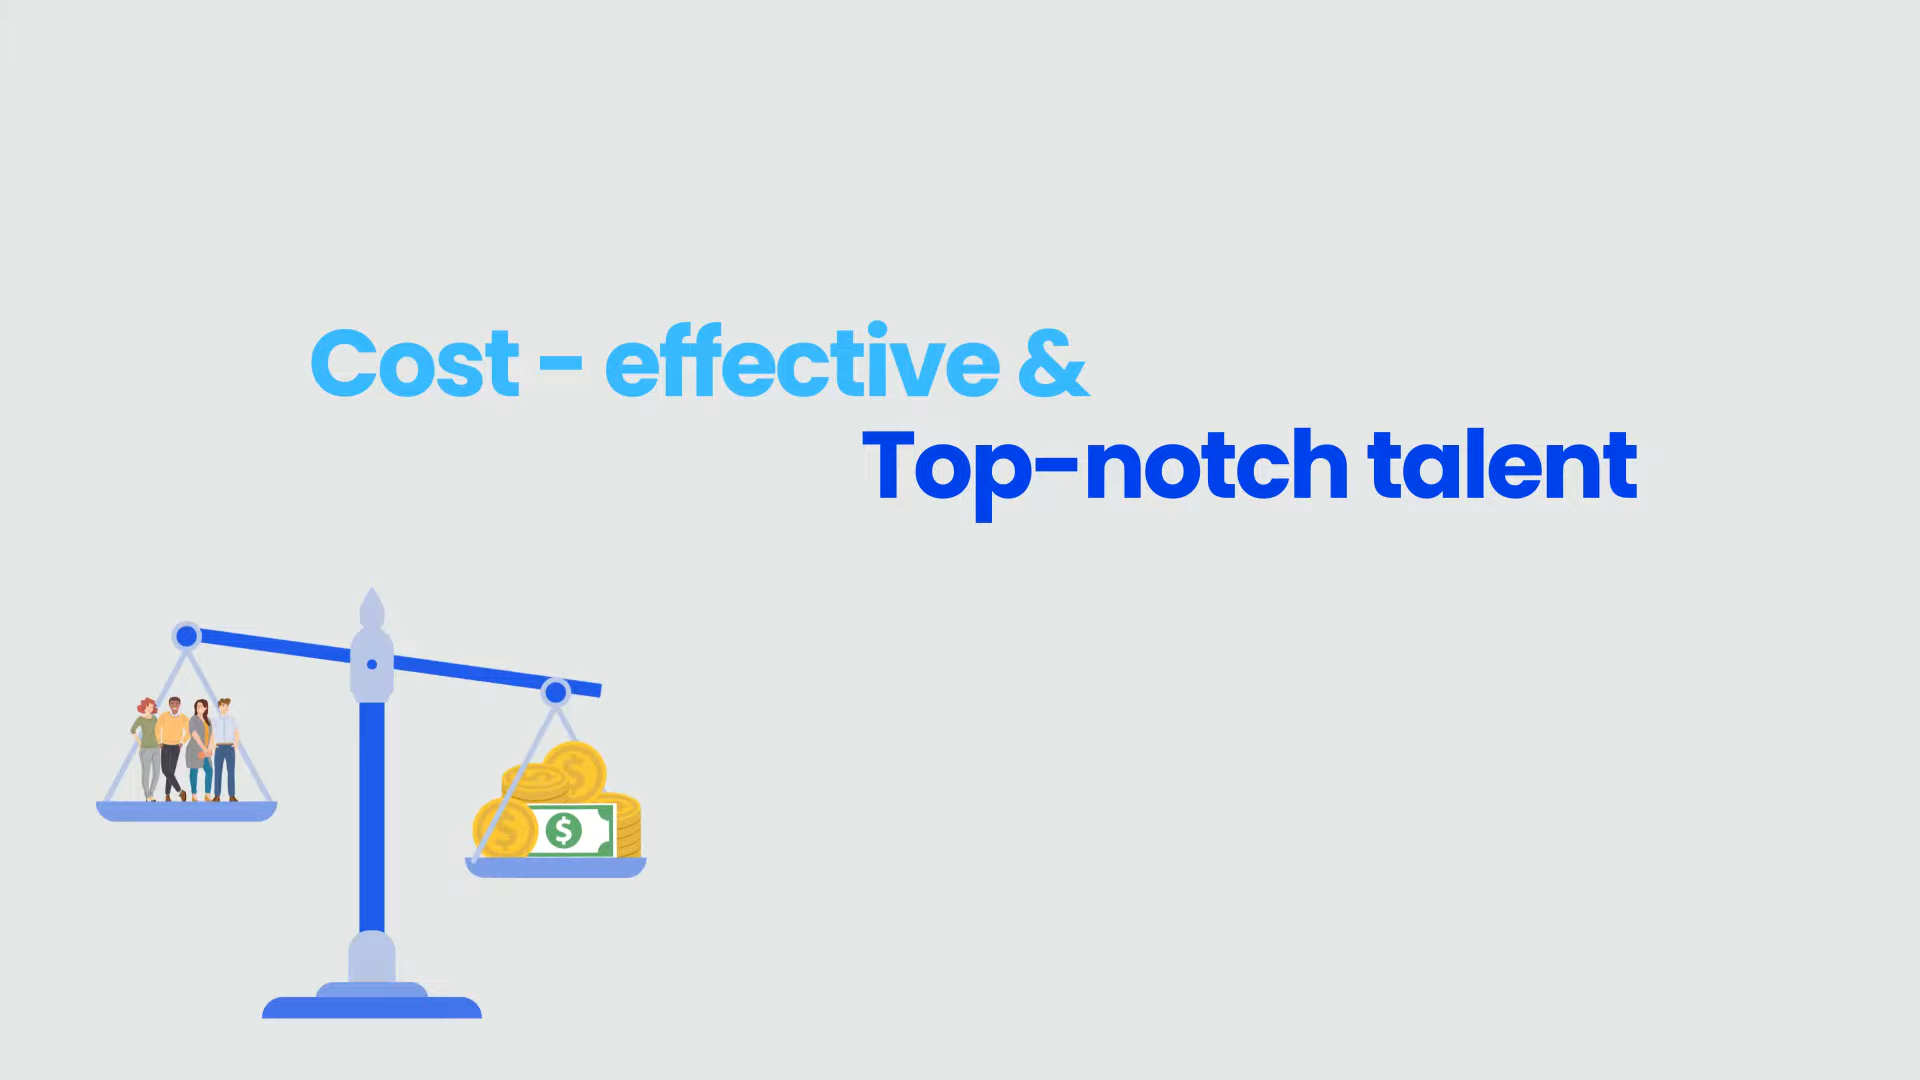 Cost - effective &
Top-notch talent
$
$
$